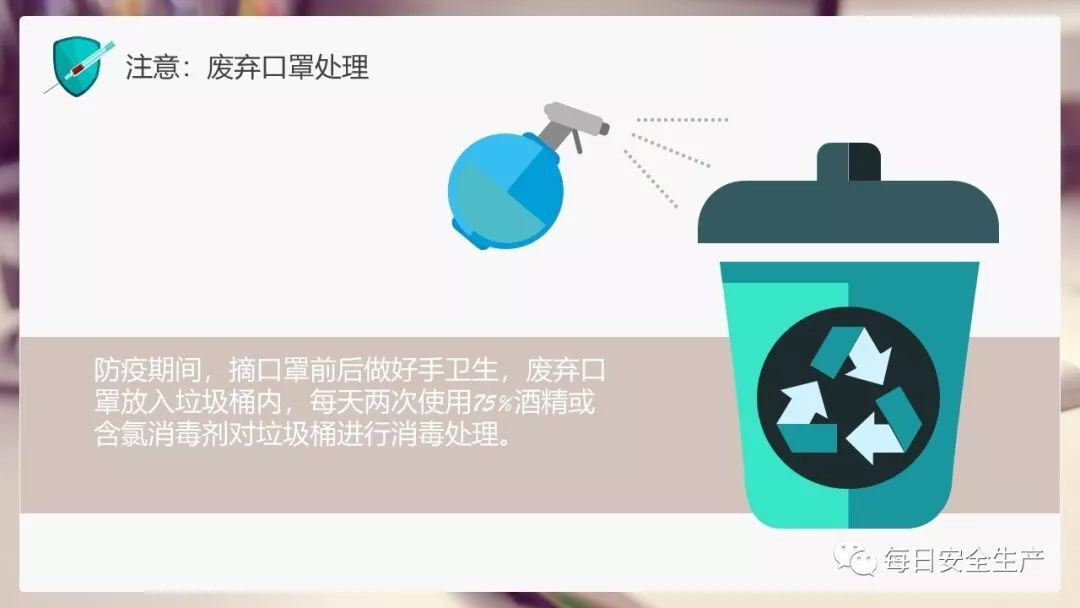 注意：废弃口罩处理
防疫期间，摘口罩前后做好手卫生，废弃口
罩放入垃圾桶内，每天两次使用75%酒精或
含氯消毒剂对垃圾桶进行消毒处理。
每日安全生产